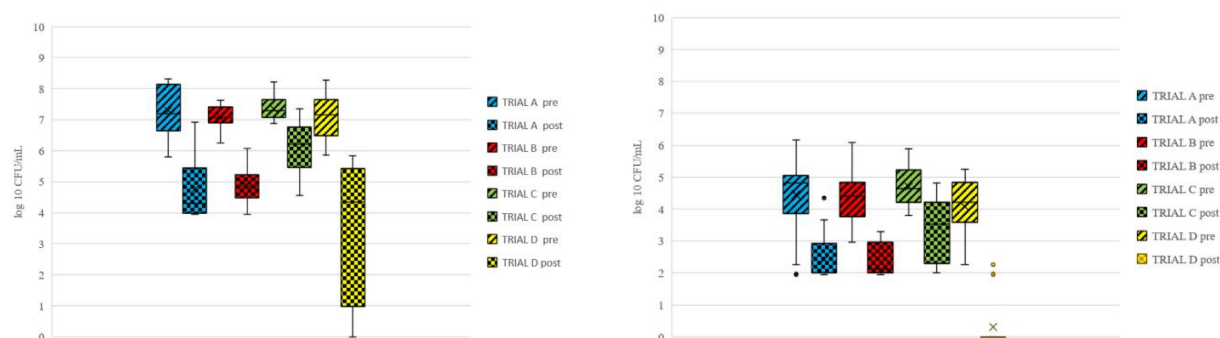 10
9
8
7
6
5
4
3
2
1
0
log 10 CFU/mL
TRIAL A pre
TRIAL A post
TRIAL B pre
TRIAL B post
TRIAL C pre
TRIAL C post
TRIAL D pre
TRIAL D post
10
9
8
7
6
5
4
3
2
1
0
log 10 CFU/mL
TRIAL A pre
TRIAL A post
TRIAL B pre
TRIAL B post
TRIAL C pre
TRIAL C post
TRIAL D pre
TRIAL D post